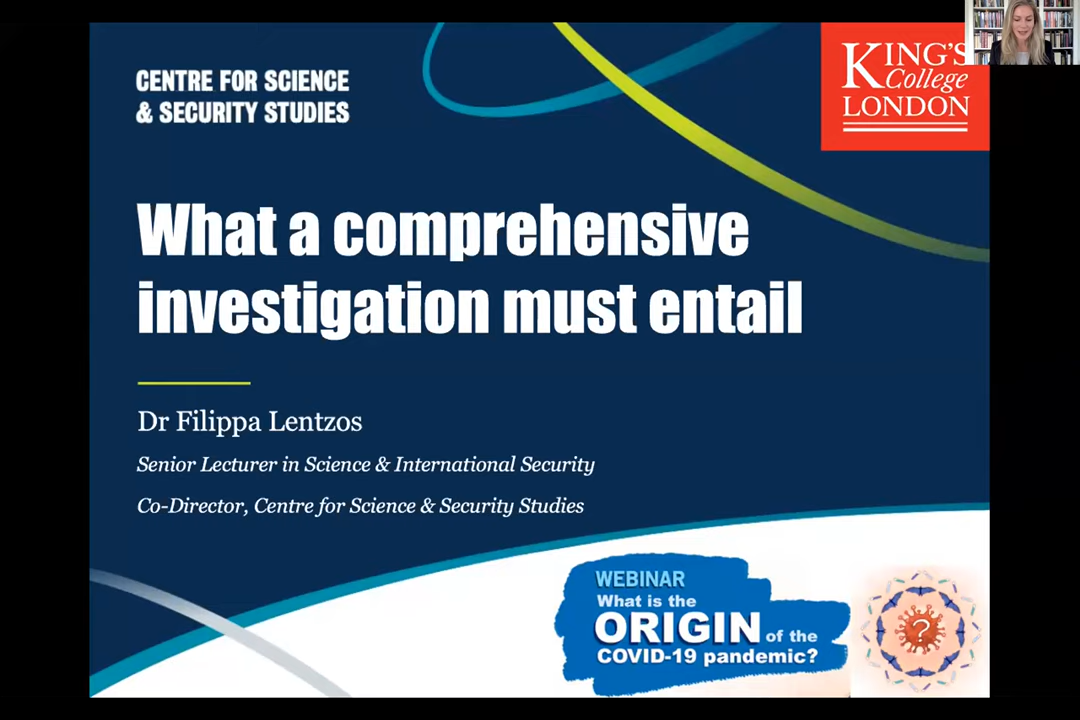 CENTRE FOR SCIENCE
& SECURITY STUDIES
KING'S
College
LONDON
What a comprehensive
investigation must entail
Dr Filippa Lentzos
Senior Lecturer in Science & International Security
Co-Director, Centre for Science & Security Studies
WEBINAR
What is the
ORIGIN of the
COVID-19 pandemic?
?